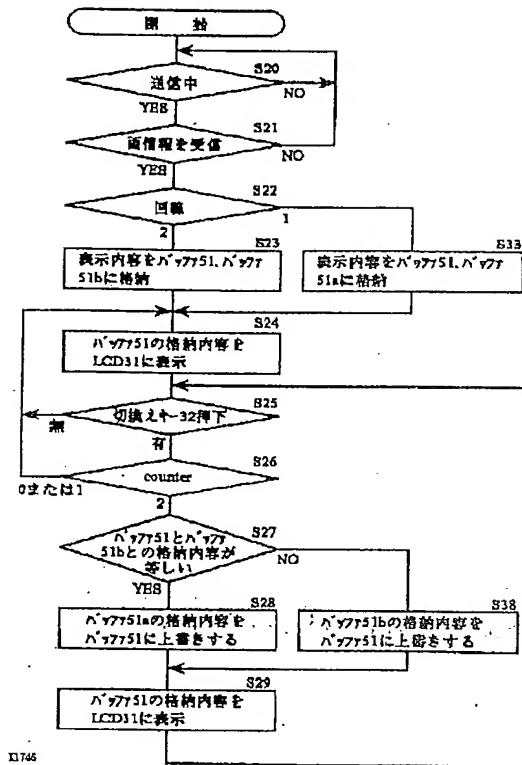 開始
S20
送信中
NO
YES
S21
画情報を受信
NO
YES
S22
回線
1
2
S23
表示内容をバッファ51、バッファ
51bに格納
S33
表示内容をバッファ51、バッファ
51aに格納
S24
バッファ51の格納内容を
LCD31に表示
S25
切換えキー32押下
無
有
S26
counter
0または1
2
S27
バッファ51とバッファ
51bとの格納内容が
等しい
NO
YES
S28
バッファ51aの格納内容を
バッファ51に上書きする
S38
バッファ51bの格納内容を
バッファ51に上書きする
S29
バッファ51の格納内容を
LCD31に表示